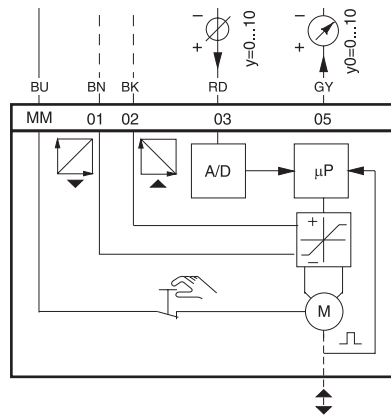 − −
+ y=0...10 + y0=0...10
BU BN BK RD GY
MM 01 02 03 05
A/D µP
+
−
M